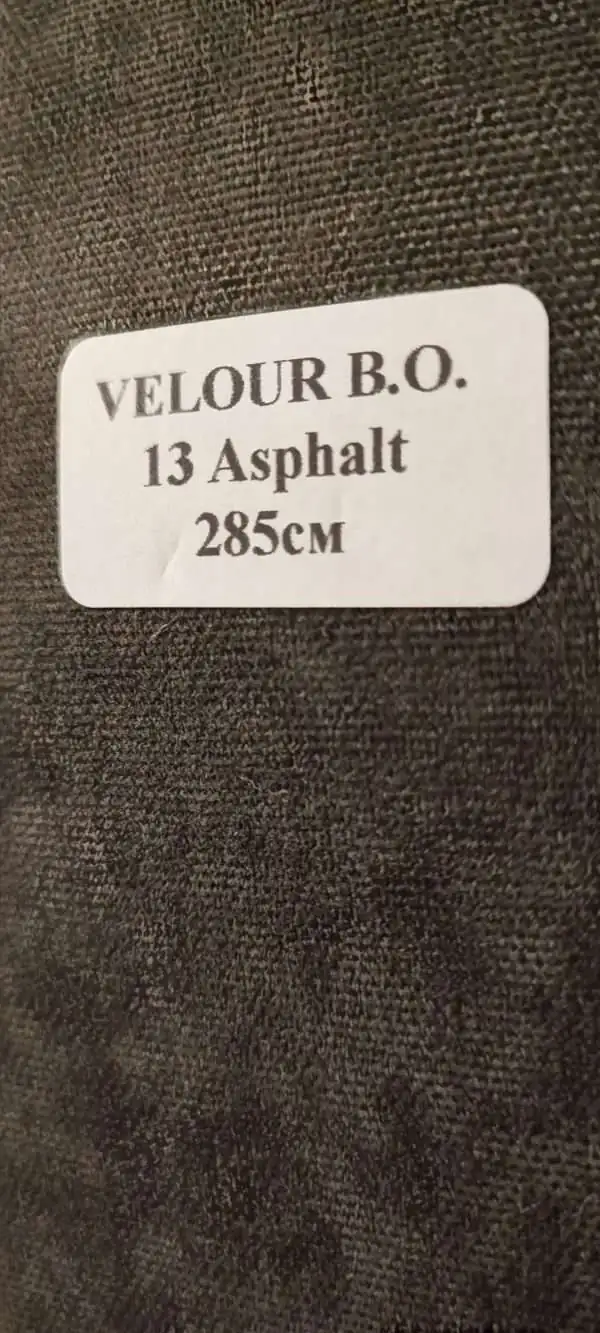 VELOUR B.O.
13 Asphalt
285см